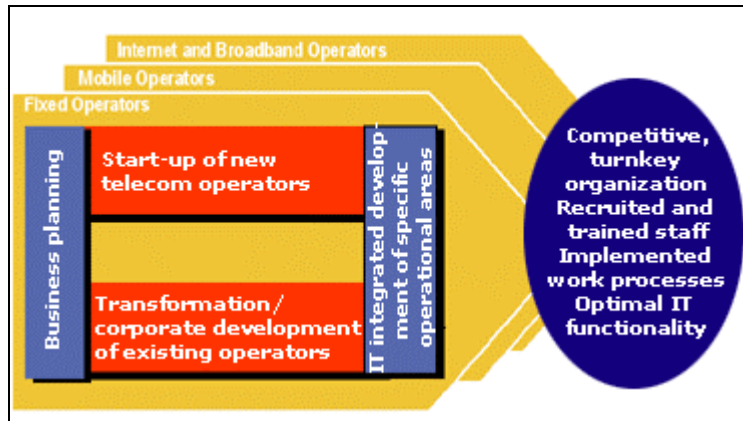 Internet and Broadband Operators
Mobile Operators
Fixed Operators
Business planning
Start-up of new
telecom operators
Transformation /
corporate development
of existing operators
IT integrated develop-
ment of specific
operational areas
Competitive,
turnkey
organization
Recruited and
trained staff
Implemented
work processes
Optimal IT
functionality